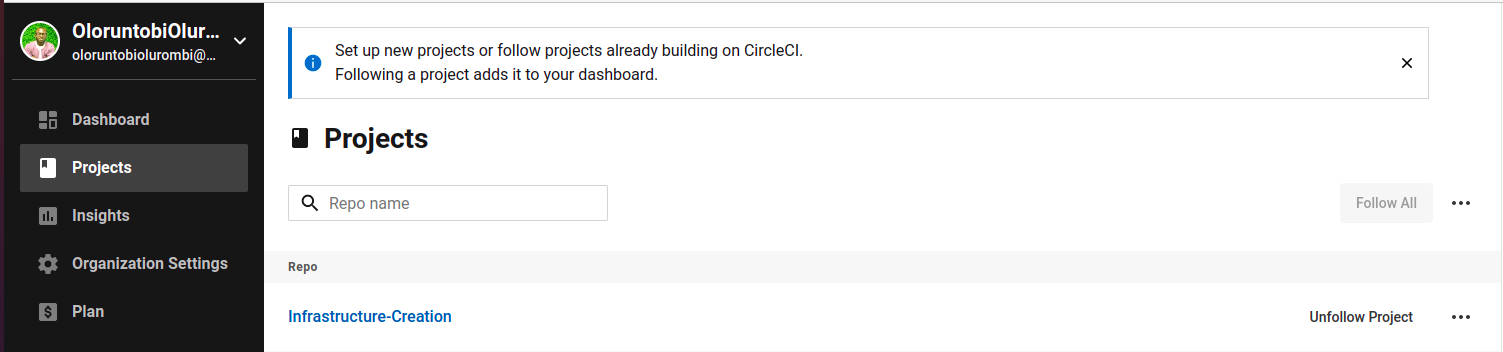 OloruntobiOlur...
oloruntobiolurombi@...
Dashboard
Projects
Insights
Organization Settings
Plan
Set up new projects or follow projects already building on CircleCI.
Following a project adds it to your dashboard.
Projects
Repo name
Follow All
Repo
Infrastructure-Creation
Unfollow Project